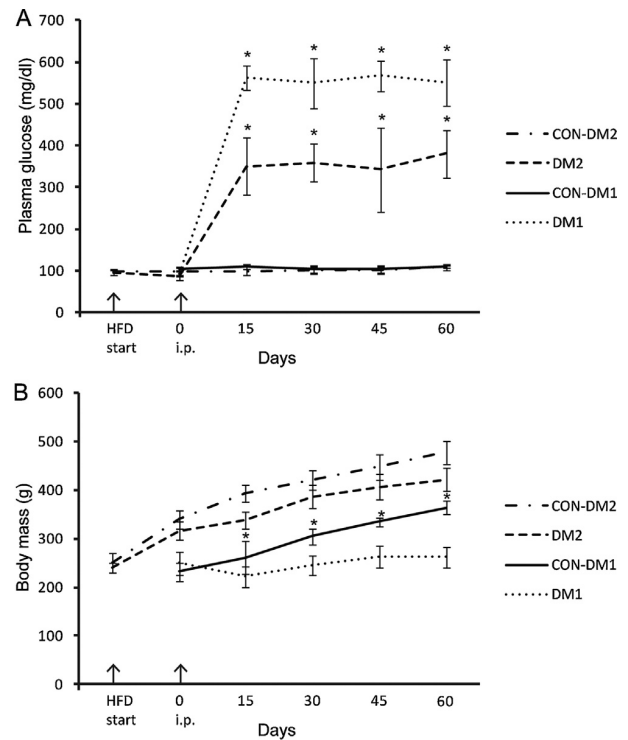 A
700
600
500
400
300
200
100
0
Plasma glucose (mg/dl)
* * * *
* * * *
HFD start
0 i.p.
15
30
45
60
Days
CON-DM2
DM2
CON-DM1
DM1
B
600
500
400
300
200
100
0
Body mass (g)
* * * *
HFD start
0 i.p.
15
30
45
60
Days
CON-DM2
DM2
CON-DM1
DM1